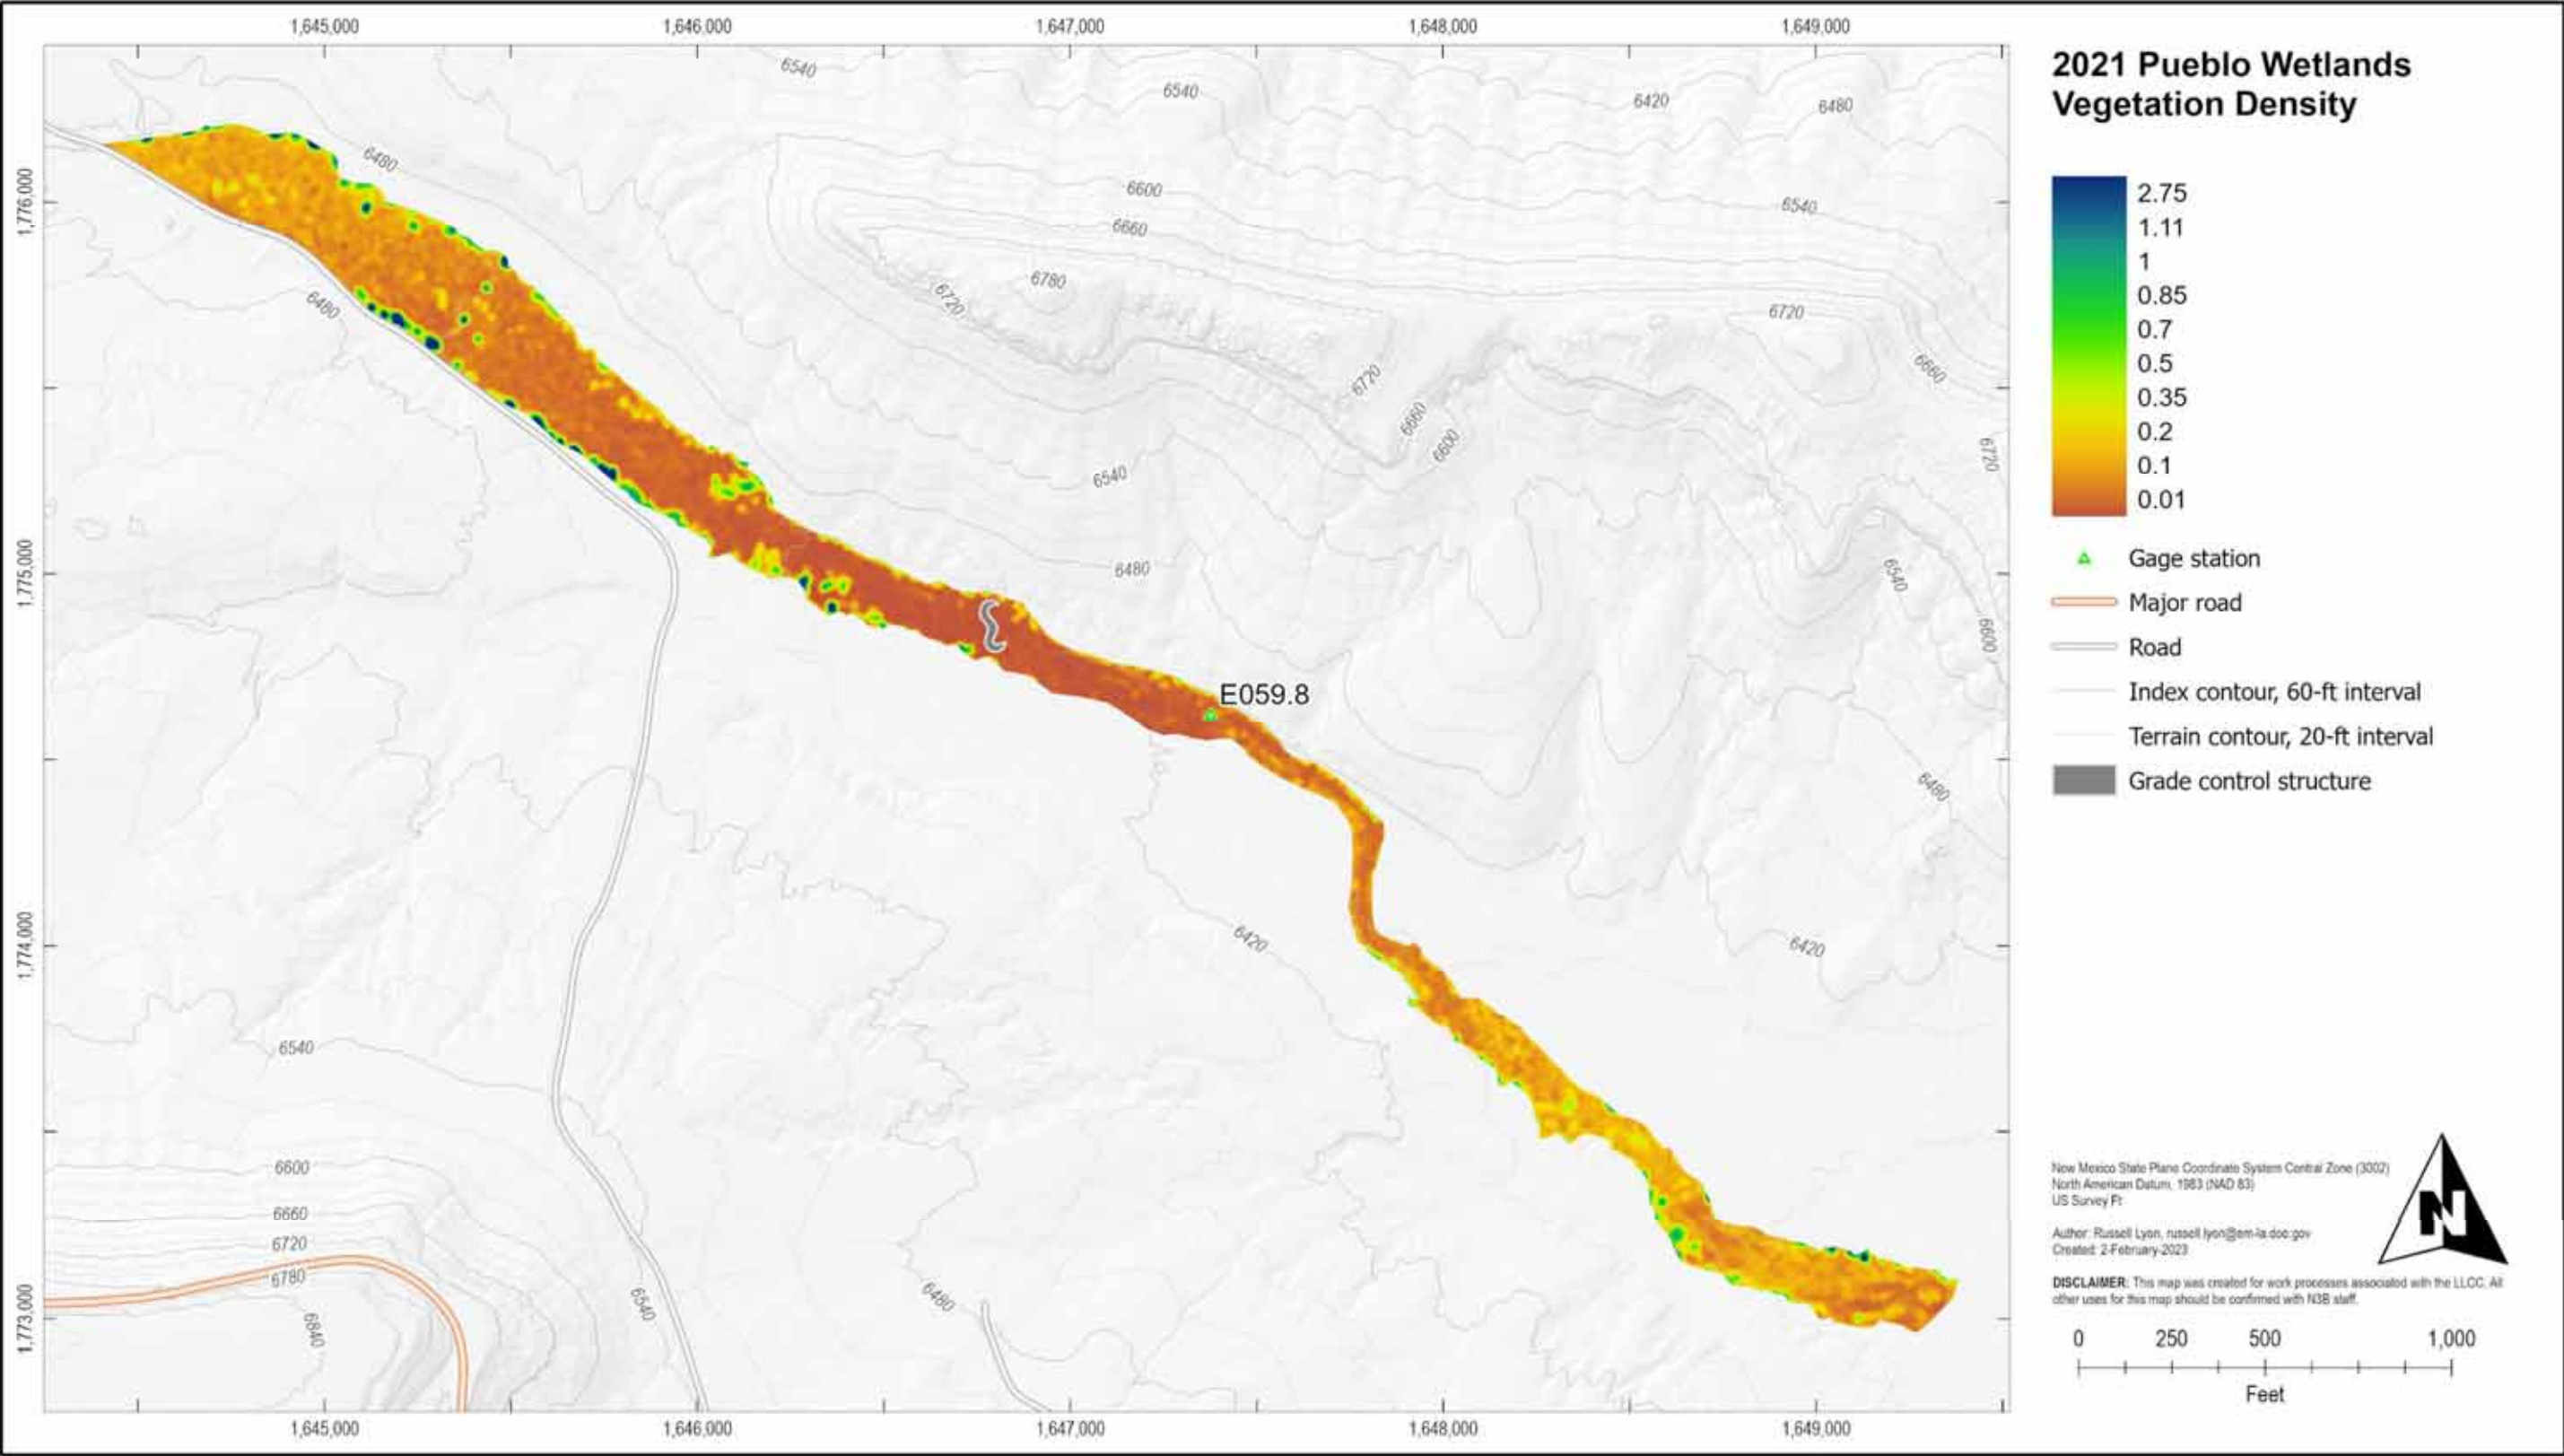 1,645,000 1,646,000 1,647,000 1,648,000 1,649,000
2021 Pueblo Wetlands
Vegetation Density
6540
6540
6420
6480
6480
6600
6540
6660
6780
6720
6480
6720
6720
6660
6660
6600
6720
6540
6480
6540
6600
E059.8
6480
6420
6420
6540
6600
6660
6720
6780
6840
6540
6480
1,776,000
1,775,000
1,774,000
1,773,000
1,645,000 1,646,000 1,647,000 1,648,000 1,649,000
2.75
1.11
1
0.85
0.7
0.5
0.35
0.2
0.1
0.01
Gage station
Major road
Road
Index contour, 60-ft interval
Terrain contour, 20-ft interval
Grade control structure
New Mexico State Plane Coordinate System Central Zone (3002)
North American Datum, 1983 (NAD 83)
US Survey Ft
Author: Russell Lyon, russell.lyon@em-la.doe.gov
Created: 2-February-2023
DISCLAIMER: This map was created for work processes associated with the LLCC. All
other uses for this map should be confirmed with N3B staff.
N
0 250 500 1,000
Feet